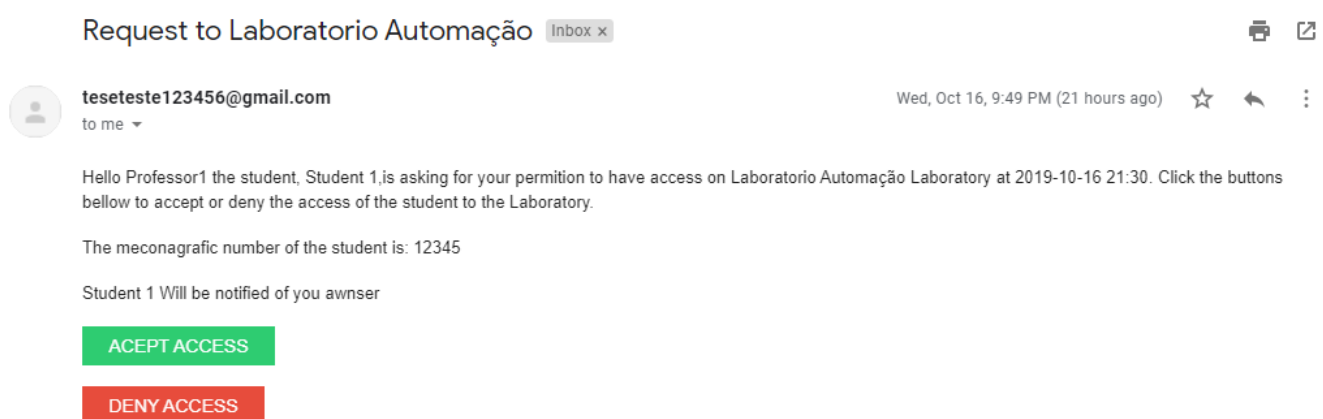 Request to Laboratorio Automação Inbox x
teseteste123456@gmail.com Wed, Oct 16, 9:49 PM (21 hours ago)
to me
Hello Professor1 the student, Student 1,is asking for your permition to have access on Laboratorio Automação Laboratory at 2019-10-16 21:30. Click the buttons
bellow to accept or deny the access of the student to the Laboratory.
The meconagrafic number of the student is: 12345
Student 1 Will be notified of you awnser
ACEPT ACCESS
DENY ACCESS